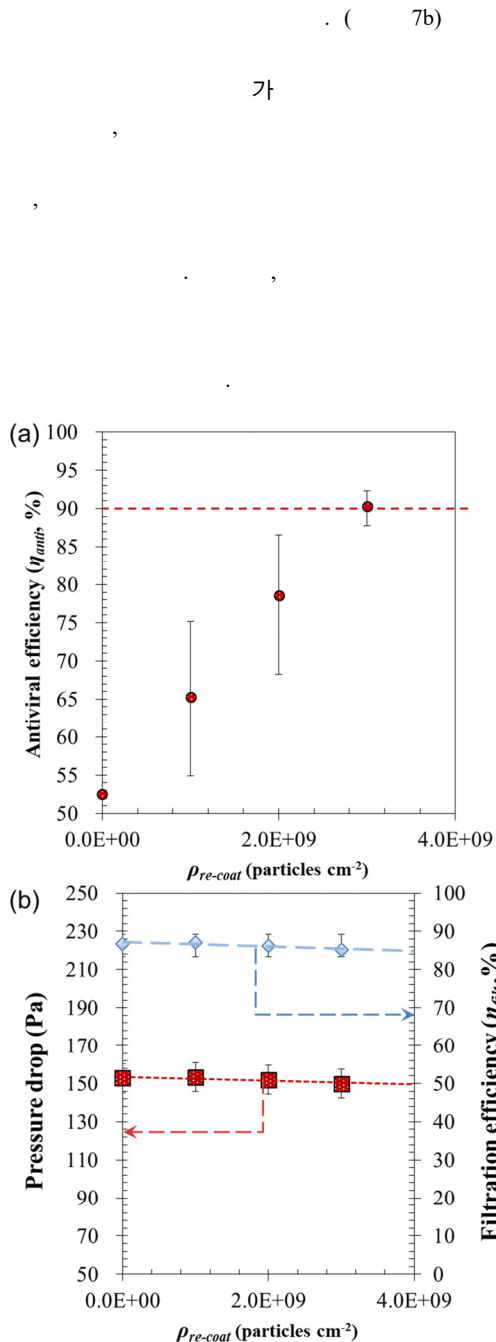 . ( 7b)
가
,
,
. ,
.
(a)
100
95
90
85
80
75
70
65
60
55
50
Antiviral efficiency (ηanti, %)
0.0E+00 2.0E+09 4.0E+09
ρre-coat (particles cm-2)
(b)
250 100
230 90
210 80
190 70
170 60
150 50
130 40
110 30
90 20
70 10
50 0
Pressure drop (Pa)
Filtration efficiency (ηfilt, %)
0.0E+00 2.0E+09 4.0E+09
ρre-coat (particles cm-2)